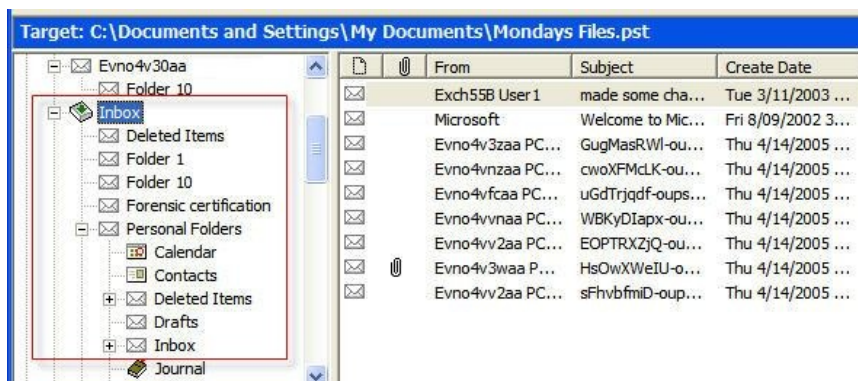 Target: C:\Documents and Settings\My Documents\Mondays Files.pst
Evno4v30aa
Folder 10
Inbox
Deleted Items
Folder 1
Folder 10
Forensic certification
Personal Folders
Calendar
Contacts
Deleted Items
Drafts
Inbox
Journal
From Subject Create Date
Exch55B User1 made some cha... Tue 3/11/2003 ...
Microsoft Welcome to Mic... Fri 8/09/2002 3...
Evno4v3zaa PC... GugMasRWl-ou... Thu 4/14/2005 ...
Evno4vnzaa PC... cwoXFMcLK-ou... Thu 4/14/2005 ...
Evno4vfcaa PC... uGdTrjqdf-oups... Thu 4/14/2005 ...
Evno4vvnaa PC... WBKyDIapx-ou... Thu 4/14/2005 ...
Evno4vv2aa PC... EOPTRXZjQ-ou... Thu 4/14/2005 ...
Evno4v3waa P... HsOwXWeIU-o... Thu 4/14/2005 ...
Evno4vv2aa PC... sFhvbfmiD-oup... Thu 4/14/2005 ...